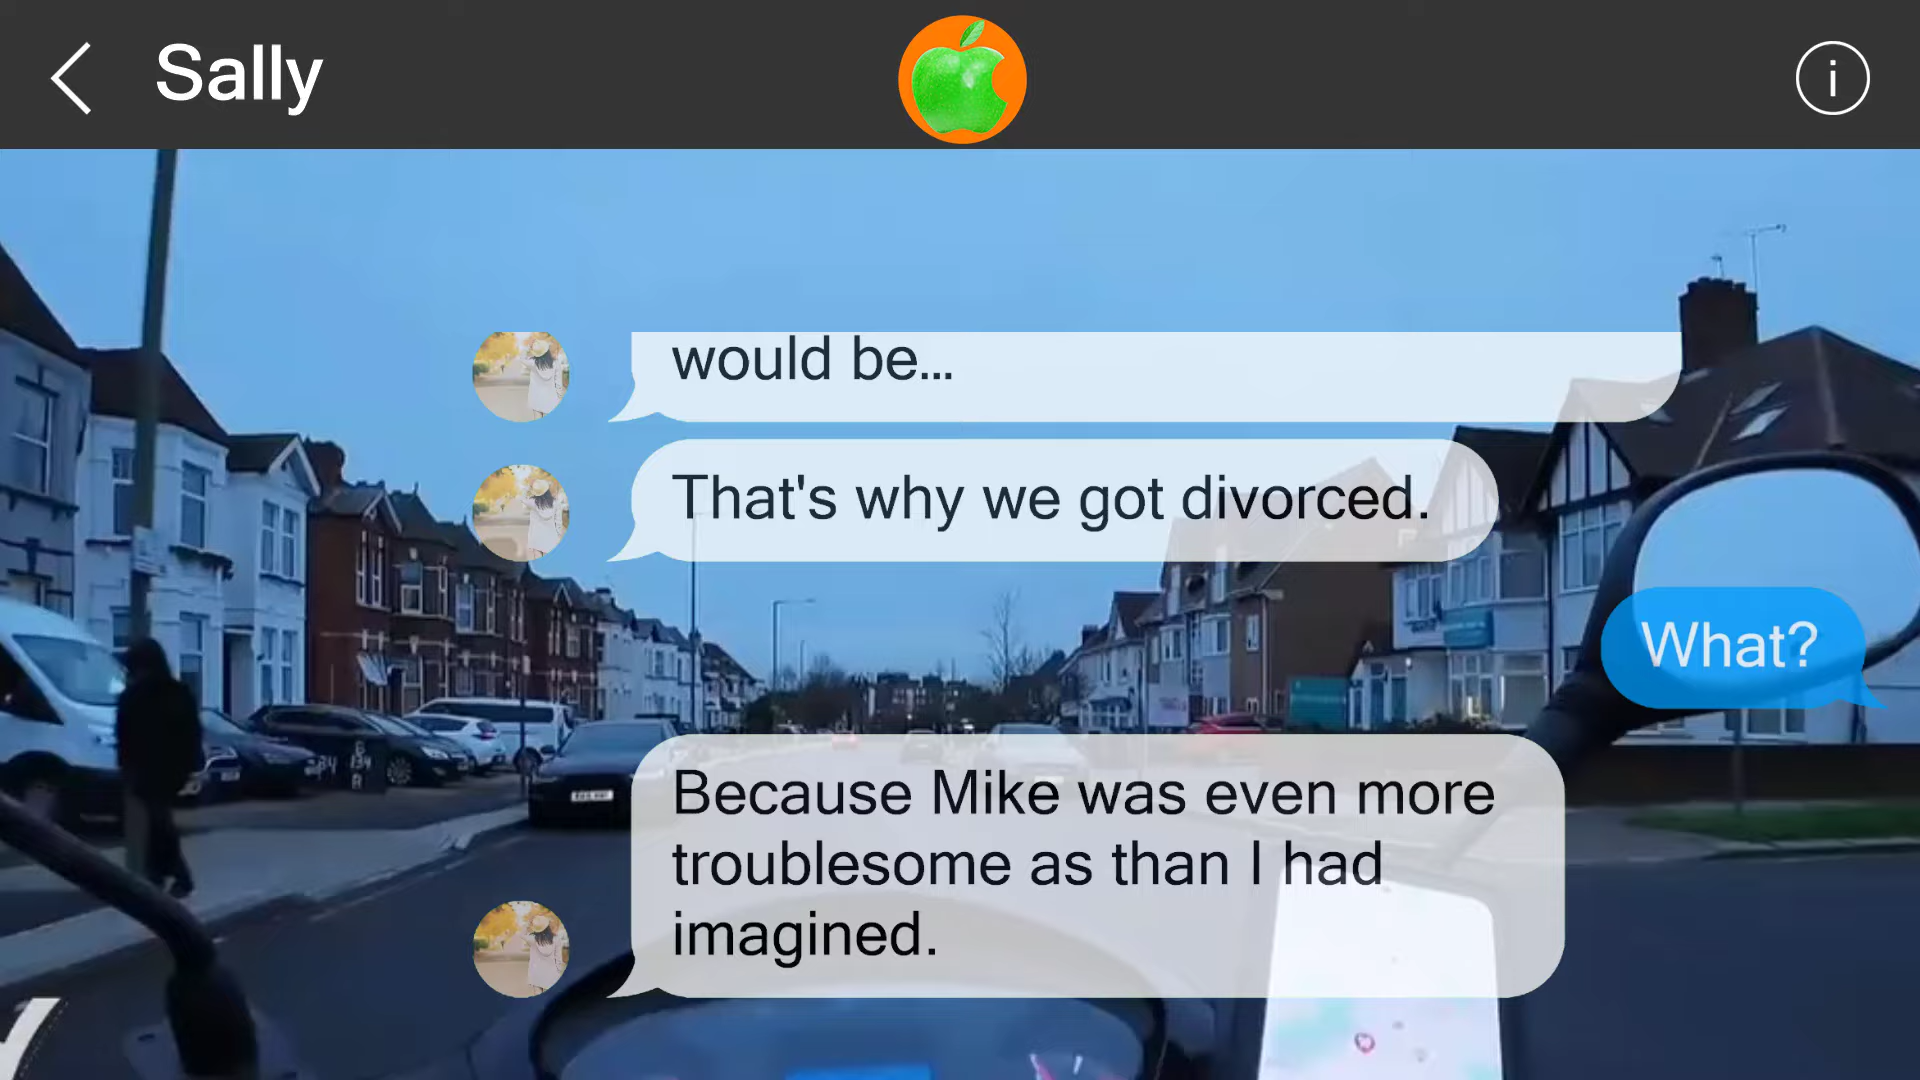 Sally
would be...
That's why we got divorced.
What?
Because Mike was even more
troublesome as than I had
imagined.